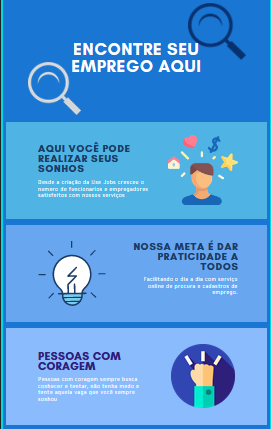 ENCONTRE SEU
EMPREGO AQUI
AQUI VOCÊ PODE
REALIZAR SEUS
SONHOS
Desde a criação da Use Jobs cresceu o
numero de funcionarios e empregadores
satisfeitos com nossos serviços.
NOSSA META É DAR
PRATICIDADE A
TODOS
Facilitando o dia a dia com serviço
online de procura e cadastros de
emprego.
PESSOAS COM
CORAGEM
Pessoas com coragem sempre busca
conhecer e tentar, não tenha medo e
tente aquela vaga que você sempre
sonhou